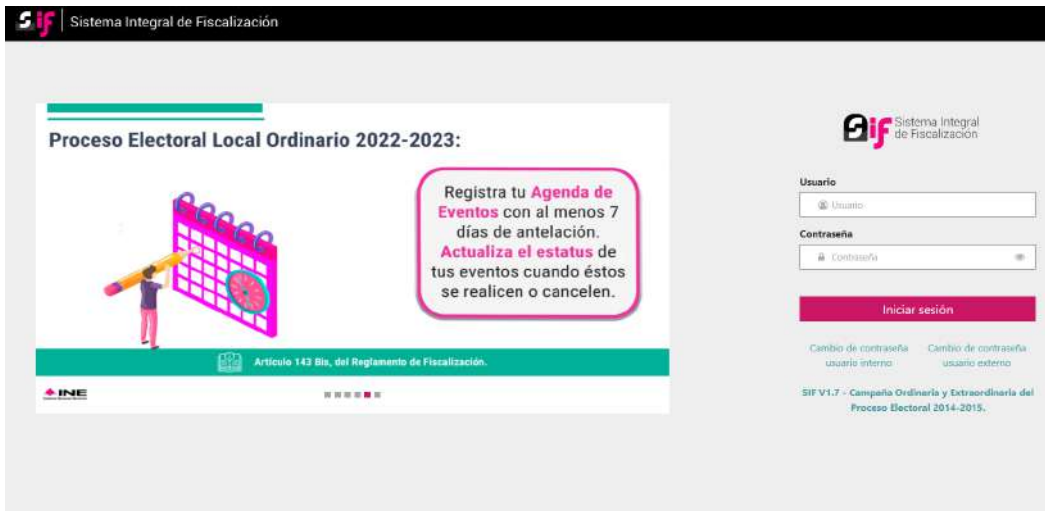 Sif Sistema Integral de Fiscalización
Proceso Electoral Local Ordinario 2022-2023:
Registra tu Agenda de
Eventos con al menos 7
días de antelación.
Actualiza el estatus de
tus eventos cuando éstos
se realicen o cancelen.
Artículo 143 Bis, del Reglamento de Fiscalización.
INE
Sif Sistema Integral
de Fiscalización
Usuario
Usuario
Contraseña
Contraseña
Iniciar sesión
Cambio de contraseña
usuario interno
Cambio de contraseña
usuario externo
SIF V1.7 - Campaña Ordinaria y Extraordinaria del
Proceso Electoral 2014-2015.